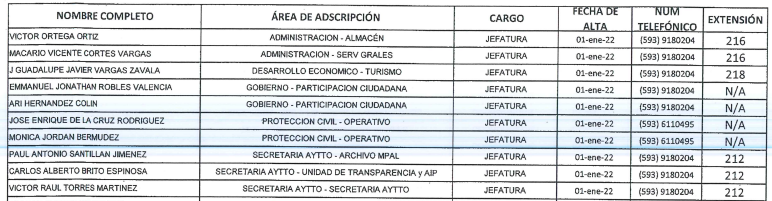 NOMBRE COMPLETO ÁREA DE ADSCRIPCIÓN CARGO FECHA DE ALTA NUM TELEFÓNICO EXTENSIÓN
VICTOR ORTEGA ORTIZ ADMINISTRACION - ALMACÉN JEFATURA 01-ene-22 (593) 9180204 216
MACARIO VICENTE CORTES VARGAS ADMINISTRACION - SERV GRALES JEFATURA 01-ene-22 (593) 9180204 216
J GUADALUPE JAVIER VARGAS ZAVALA DESARROLLO ECONOMICO - TURISMO JEFATURA 01-ene-22 (593) 9180204 218
EMMANUEL JONATHAN ROBLES VALENCIA GOBIERNO - PARTICIPACION CIUDADANA JEFATURA 01-ene-22 (593) 9180204 N/A
ARI HERNANDEZ COLIN GOBIERNO - PARTICIPACION CIUDADANA JEFATURA 01-ene-22 (593) 9180204 N/A
JOSE ENRIQUE DE LA CRUZ RODRIGUEZ PROTECCION CIVIL - OPERATIVO JEFATURA 01-ene-22 (593) 6110495 N/A
MONICA JORDAN BERMUDEZ PROTECCION CIVIL - OPERATIVO JEFATURA 01-ene-22 (593) 6110495 N/A
PAUL ANTONIO SANTILLAN JIMENEZ SECRETARIA AYTTO - ARCHIVO MPAL JEFATURA 01-ene-22 (593) 9180204 212
CARLOS ALBERTO BRITO ESPINOSA SECRETARIA AYTTO - UNIDAD DE TRANSPARENCIA y AIP JEFATURA 01-ene-22 (593) 9180204 212
VICTOR RAUL TORRES MARTINEZ SECRETARIA AYTTO - SECRETARIA AYTTO JEFATURA 01-ene-22 (593) 9180204 212